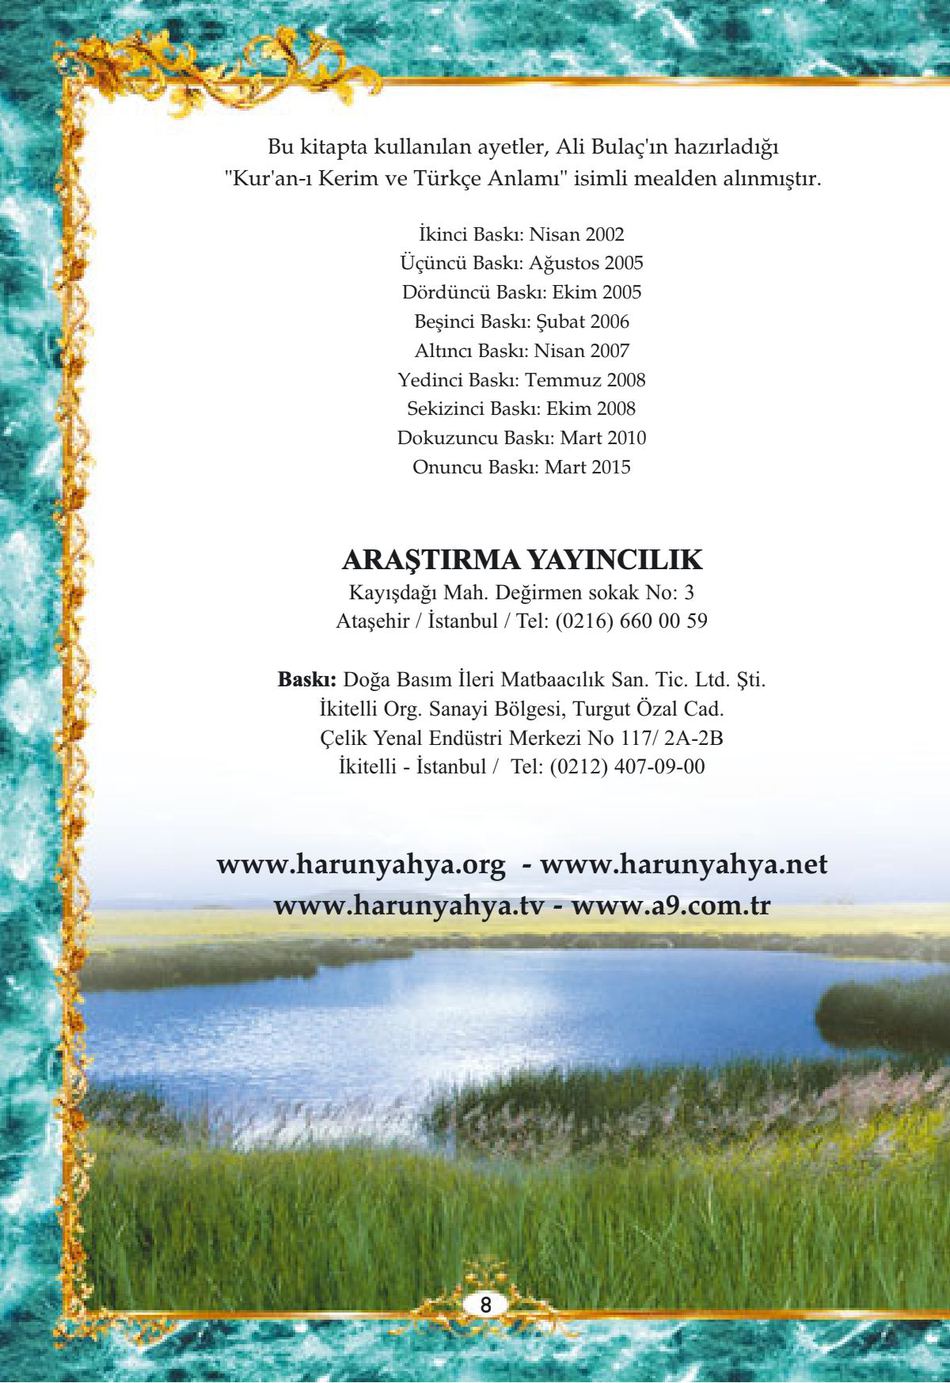 Bu kitapta kullanılan ayetler, Ali Bulaç'ın hazırladığı
"Kur'an-ı Kerim ve Türkçe Anlamı" isimli mealden alınmıştır.
İkinci Baskı: Nisan 2002
Üçüncü Baskı: Ağustos 2005
Dördüncü Baskı: Ekim 2005
Beşinci Baskı: Şubat 2006
Altıncı Baskı: Nisan 2007
Yedinci Baskı: Temmuz 2008
Sekizinci Baskı: Ekim 2008
Dokuzuncu Baskı: Mart 2010
Onuncu Baskı: Mart 2015
ARAŞTIRMA YAYINCILIK
Kayışdağı Mah. Değirmen sokak No: 3
Ataşehir / İstanbul / Tel: (0216) 660 00 59
Baskı: Doğa Basım İleri Matbaacılık San. Tic. Ltd. Şti.
İkitelli Org. Sanayi Bölgesi, Turgut Özal Cad.
Çelik Yenal Endüstri Merkezi No 117/ 2A-2B
İkitelli - İstanbul / Tel: (0212) 407-09-00
www.harunyahya.org - www.harunyahya.net
www.harunyahya.tv - www.a9.com.tr
8